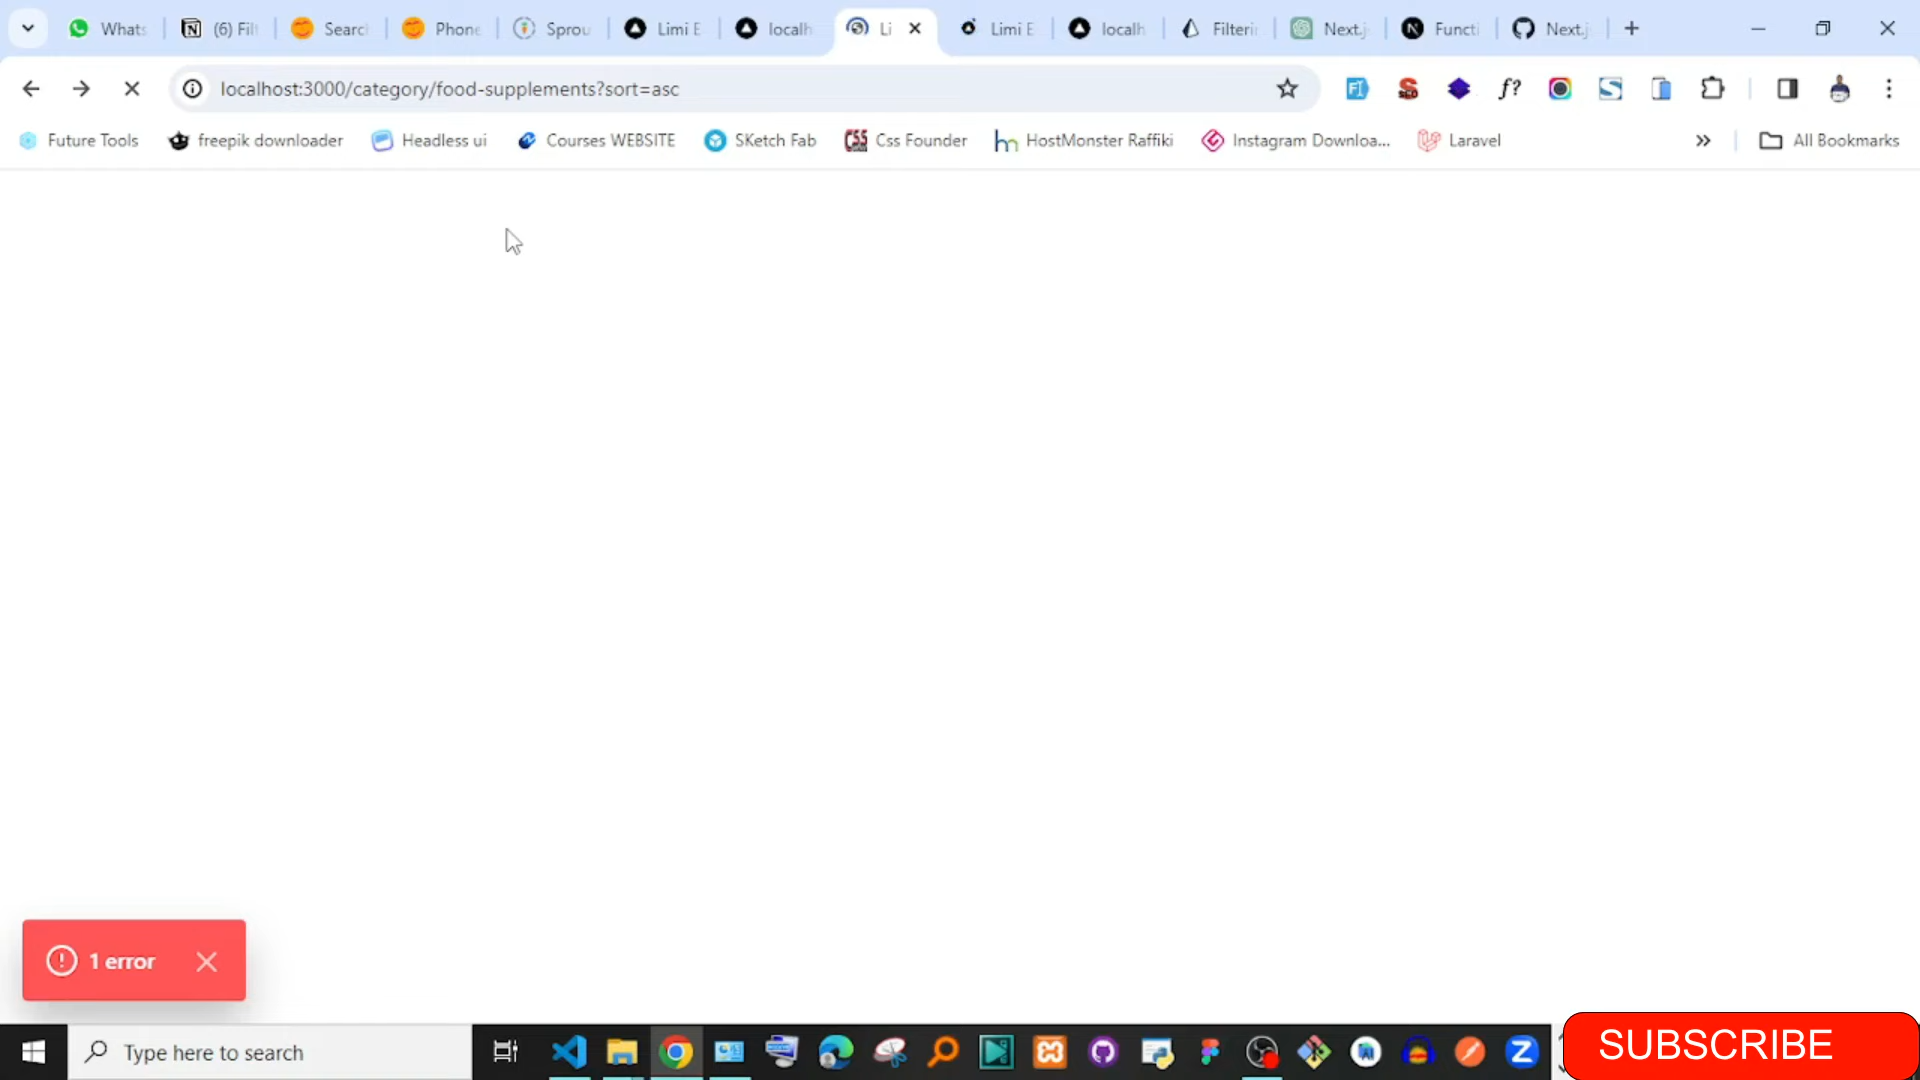 Whats
(6) Fil
Searc
Phone
Sprou
Limi E
localh
Li
Limi E
localh
Filteri
Next.j
Functi
Next.j
localhost:3000/category/food-supplements?sort=asc
Future Tools
freepik downloader
Headless ui
Courses WEBSITE
SKetch Fab
Css Founder
HostMonster Raffiki
Instagram Downloa...
Laravel
All Bookmarks
1 error
Type here to search
SUBSCRIBE